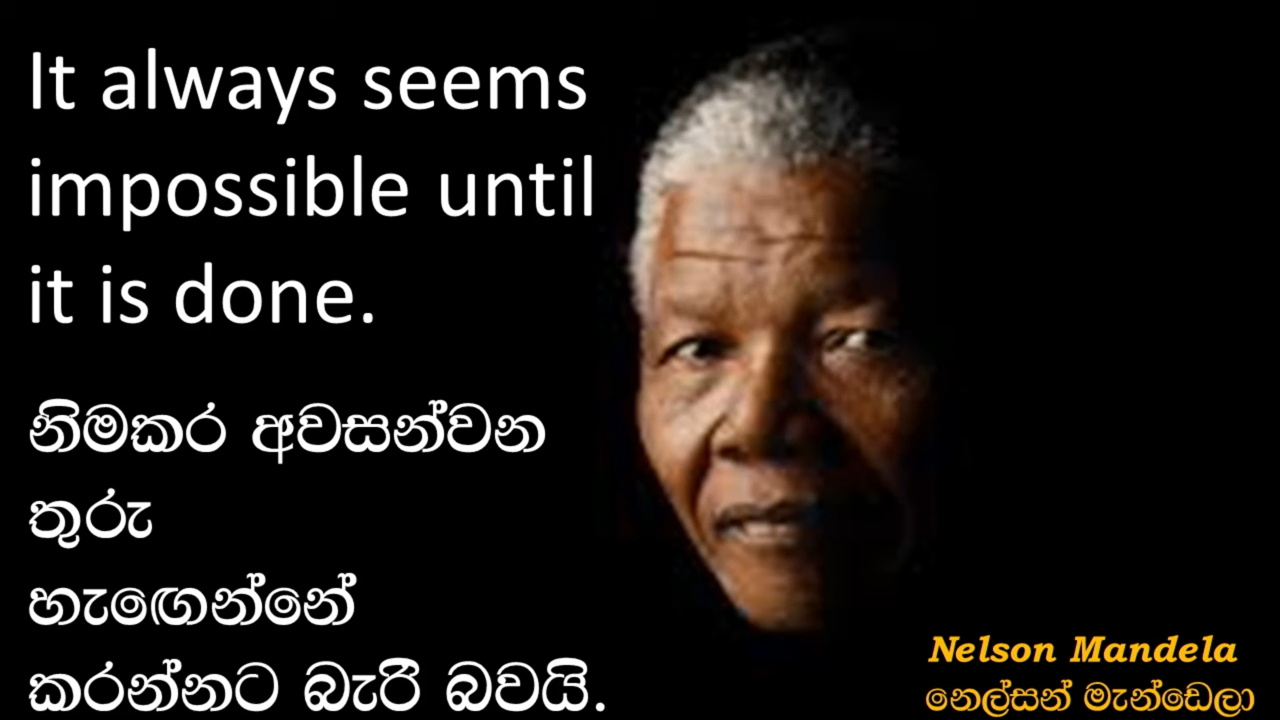 It always seems
impossible until
it is done.
නිමකර අවසන්වන
තුරු
හැඟෙන්නේ
කරන්නට බැරි බවයි.
Nelson Mandela
නෙල්සන් මැන්ඩෙලා